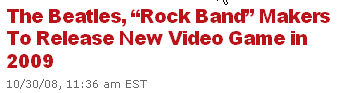 The Beatles, “Rock Band” Makers
To Release New Video Game in
2009
10/30/08, 11:36 am EST